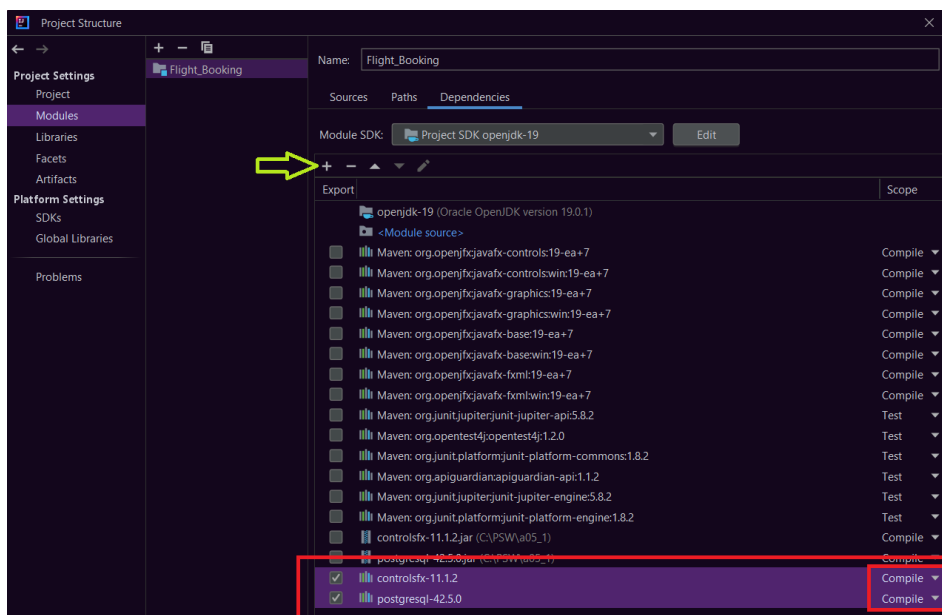 Project Structure
Project Settings
Project
Modules
Libraries
Facets
Artifacts
Platform Settings
SDKs
Global Libraries
Problems
Flight_Booking
Name: Flight_Booking
Sources Paths Dependencies
Module SDK: Project SDK openjdk-19 Edit
Export Scope
openjdk-19 (Oracle OpenJDK version 19.0.1)
<Module source>
Maven: org.openjfx:javafx-controls:19-ea+7 Compile
Maven: org.openjfx:javafx-controls:win:19-ea+7 Compile
Maven: org.openjfx:javafx-graphics:19-ea+7 Compile
Maven: org.openjfx:javafx-graphics:win:19-ea+7 Compile
Maven: org.openjfx:javafx-base:19-ea+7 Compile
Maven: org.openjfx:javafx-base:win:19-ea+7 Compile
Maven: org.openjfx:javafx-fxml:19-ea+7 Compile
Maven: org.openjfx:javafx-fxml:win:19-ea+7 Compile
Maven: org.junit.jupiter:junit-jupiter-api:5.8.2 Test
Maven: org.opentest4j:opentest4j:1.2.0 Test
Maven: org.junit.platform:junit-platform-commons:1.8.2 Test
Maven: org.apiguardian:apiguardian-api:1.1.2 Test
Maven: org.junit.jupiter:junit-jupiter-engine:5.8.2 Test
Maven: org.junit.platform:junit-platform-engine:1.8.2 Test
controlsfx-11.1.2.jar (C:\PSW\a05_1) Compile
postgresql-42.5.0.jar (C:\PSW\a05_1) Compile
controlsfx-11.1.2 Compile
postgresql-42.5.0 Compile